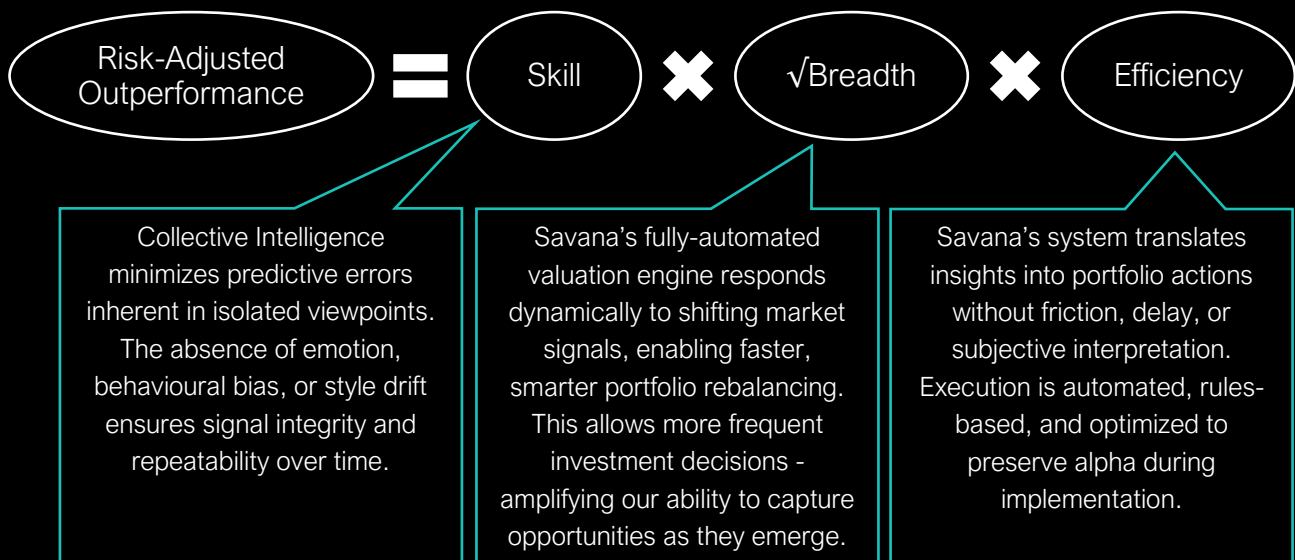 Risk-Adjusted
Outperformance
=
Skill
✖
√Breadth
✖
Efficiency
Collective Intelligence
minimizes predictive errors
inherent in isolated viewpoints.
The absence of emotion,
behavioural bias, or style drift
ensures signal integrity and
repeatability over time.
Savana's fully-automated
valuation engine responds
dynamically to shifting market
signals, enabling faster,
smarter portfolio rebalancing.
This allows more frequent
investment decisions -
amplifying our ability to capture
opportunities as they emerge.
Savana's system translates
insights into portfolio actions
without friction, delay, or
subjective interpretation.
Execution is automated, rules-
based, and optimized to
preserve alpha during
implementation.